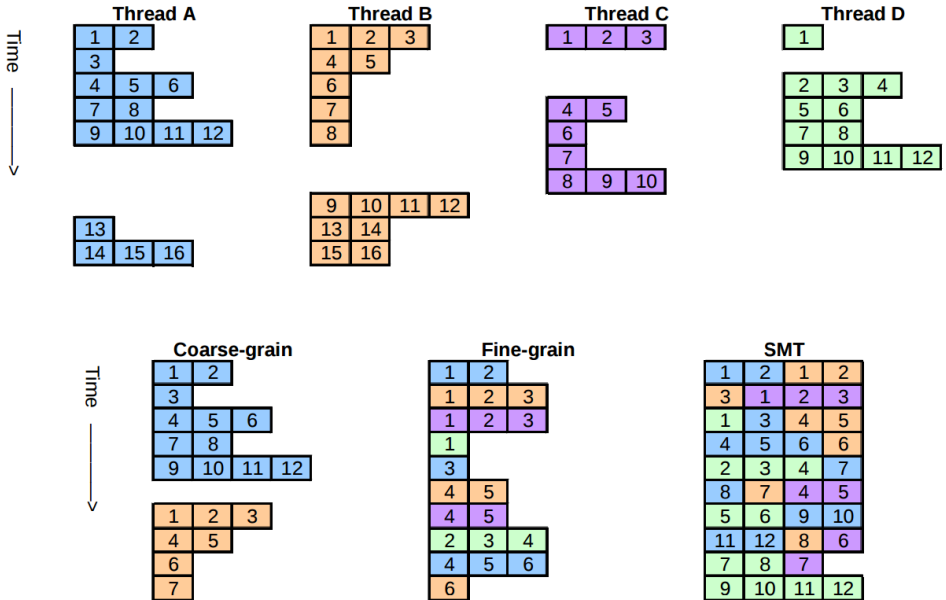 Thread A Thread B Thread C Thread D
1 2 1 2 3 1 2 3 1
3 4 5
4 5 6 6 2 3 4
7 8 7 4 5 5 6
9 10 11 12 8 6 7 8
7 9 10 11 12
8 9 10
9 10 11 12
13 13 14
14 15 16 15 16
Time ———>
Coarse-grain Fine-grain SMT
1 2 1 2 1 2 1 2
3 1 2 3 3 1 2 3
4 5 6 1 2 3 1 3 4 5
7 8 1 4 5 6 6
9 10 11 12 3 2 3 4 7
4 5 8 7 4 5
1 2 3 4 5 5 6 9 10
4 5 2 3 4 11 12 8 6
6 4 5 6 7 8 7
7 6 9 10 11 12
Time ———>